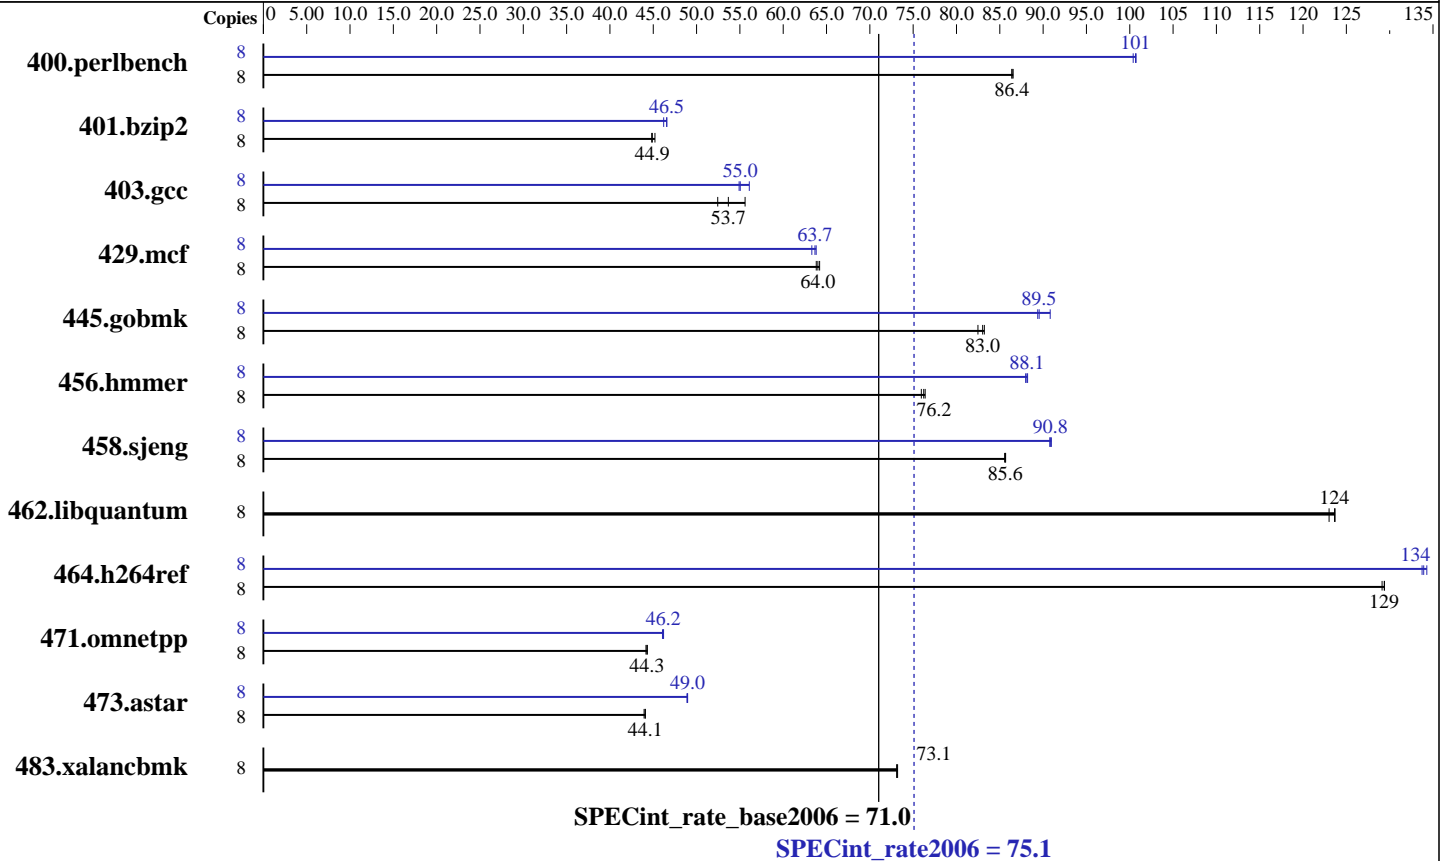 Copies 0 5.00 10.0 15.0 20.0 25.0 30.0 35.0 40.0 45.0 50.0 55.0 60.0 65.0 70.0 75.0 80.0 85.0 90.0 95.0 100 105 110 115 120 125 135
400.perlbench 8 101
8 86.4
401.bzip2 8 46.5
8 44.9
403.gcc 8 55.0
8 53.7
429.mcf 8 63.7
8 64.0
445.gobmk 8 89.5
8 83.0
456.hmmer 8 88.1
8 76.2
458.sjeng 8 90.8
8 85.6
462.libquantum 8 124
464.h264ref 8 134
8 129
471.omnetpp 8 46.2
8 44.3
473.astar 8 49.0
8 44.1
483.xalancbmk 8 73.1
SPECint_rate_base2006 = 71.0
SPECint_rate2006 = 75.1